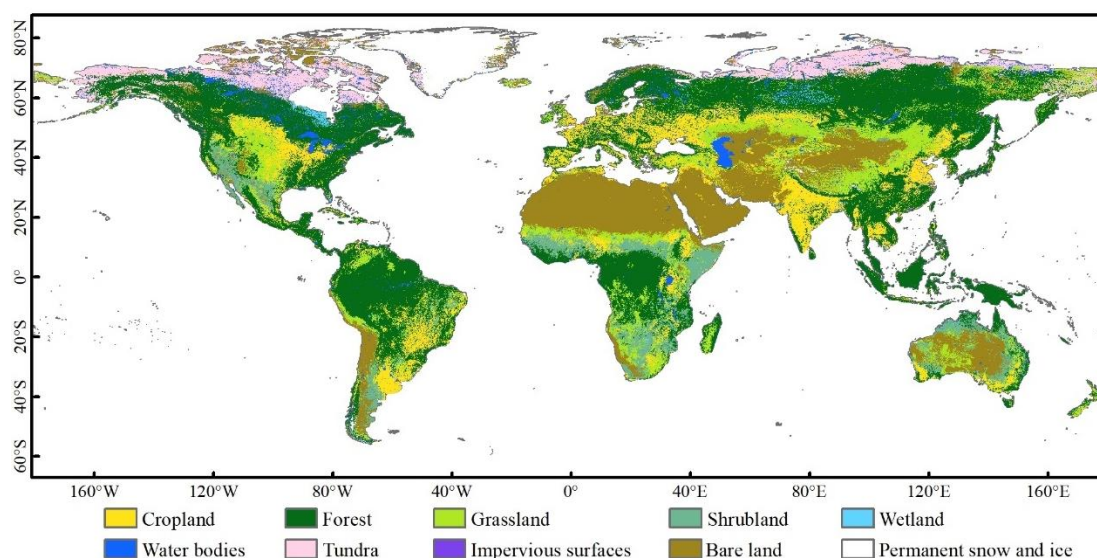 80°N
60°N
40°N
20°N
0°
20°S
40°S
60°S
160°W 120°W 80°W 40°W 0° 40°E 80°E 120°E 160°E
Cropland Forest Grassland Shrubland Wetland
Water bodies Tundra Impervious surfaces Bare land Permanent snow and ice